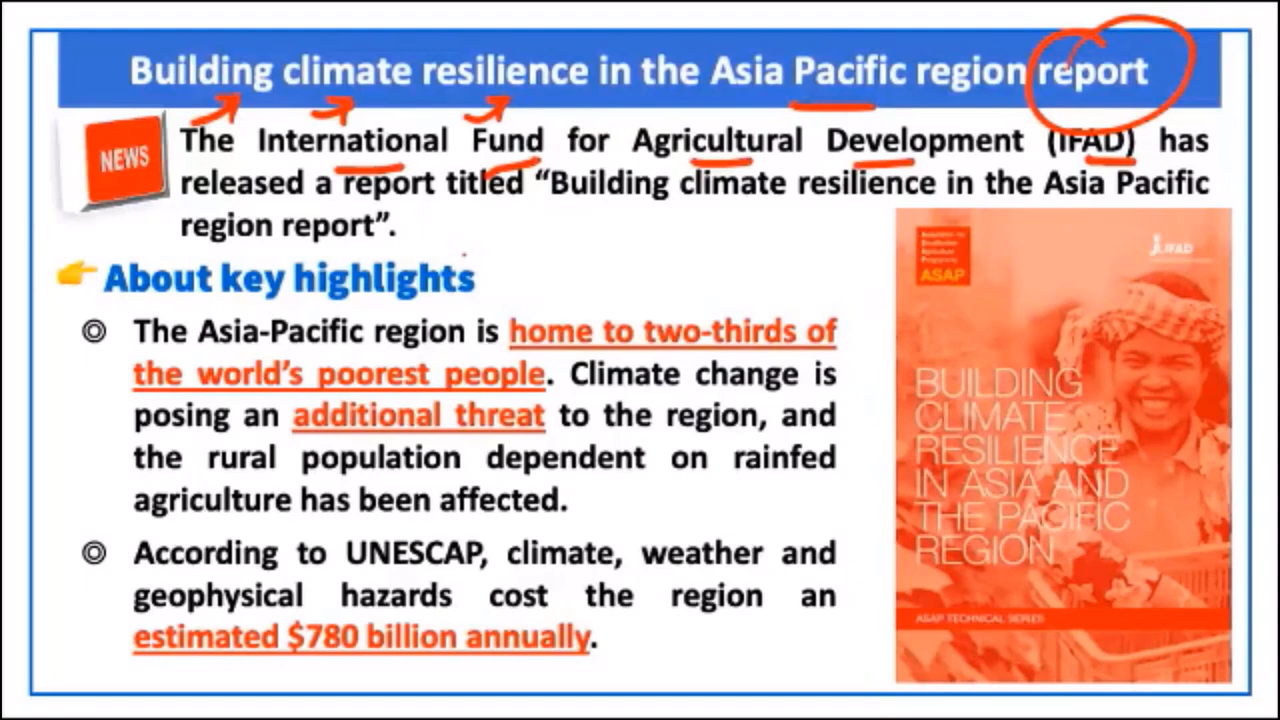 Building climate resilience in the Asia Pacific region report
NEWS
The International Fund for Agricultural Development (IFAD) has
released a report titled “Building climate resilience in the Asia Pacific
region report”.
About key highlights
◎ The Asia-Pacific region is home to two-thirds of
the world’s poorest people. Climate change is
posing an additional threat to the region, and
the rural population dependent on rainfed
agriculture has been affected.
◎ According to UNESCAP, climate, weather and
geophysical hazards cost the region an
estimated $780 billion annually.
Adaptation for
Smallholder
Agriculture
Programme
ASAP
IFAD
BUILDING
CLIMATE
RESILIENCE
IN ASIA AND
THE PACIFIC
REGION
ASAP TECHNICAL SERIES